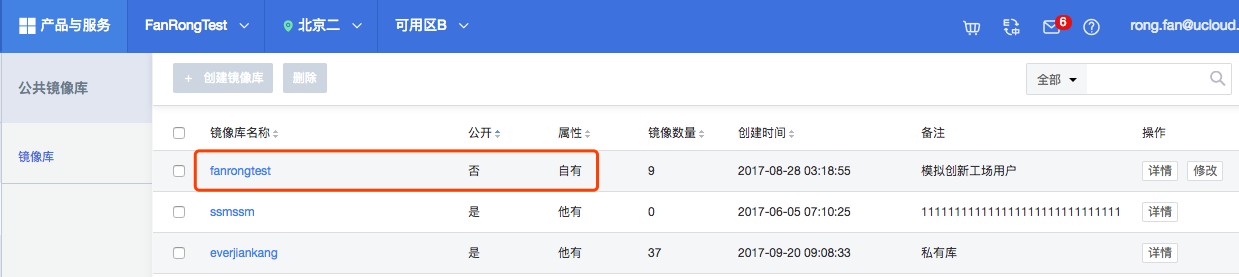 产品与服务 FanRongTest 北京二 可用区B 6 rong.fan@ucloud.
公共镜像库 + 创建镜像库 删除 全部
镜像库名称 公开 属性 镜像数量 创建时间 备注 操作
镜像库
fanrongtest 否 自有 9 2017-08-28 03:18:55 模拟创新工场用户 详情 修改
ssmssm 是 他有 0 2017-06-05 07:10:25 111111111111111111111111111111 详情
everjiankang 是 他有 37 2017-09-20 09:08:33 私有库 详情